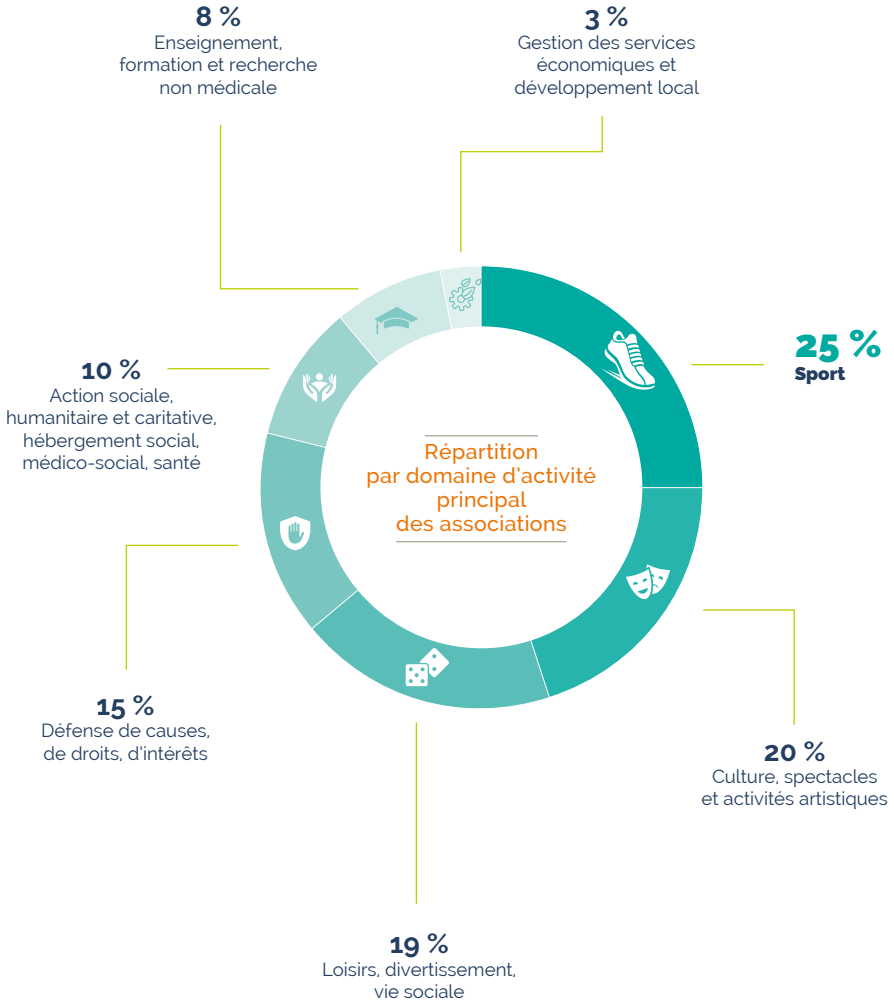 8 %
Enseignement,
formation et recherche
non médicale
3 %
Gestion des services
économiques et
développement local
25 %
Sport
10 %
Action sociale,
humanitaire et caritative,
hébergement social,
médico-social, santé
Répartition
par domaine d'activité
principal
des associations
15 %
Défense de causes,
de droits, d'intérêts
20 %
Culture, spectacles
et activités artistiques
19 %
Loisirs, divertissement,
vie sociale